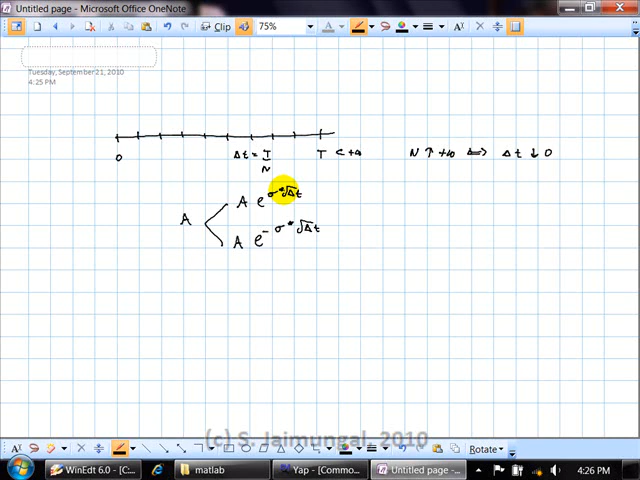 Untitled page - Microsoft Office OneNote
Clip
75%
Tuesday, September 21, 2010
4:25 PM
0 Δt = T/N T < +∞ N ↑ +∞ ⟺ Δt ↓ 0
A e^{σ*√Δt}
A
A e^{-σ*√Δt}
(c) S. Jaimungal, 2010
Rotate
WinEdt 6.0 - [C:...
matlab
Yap - [Commo...
Untitled page -...
4:26 PM